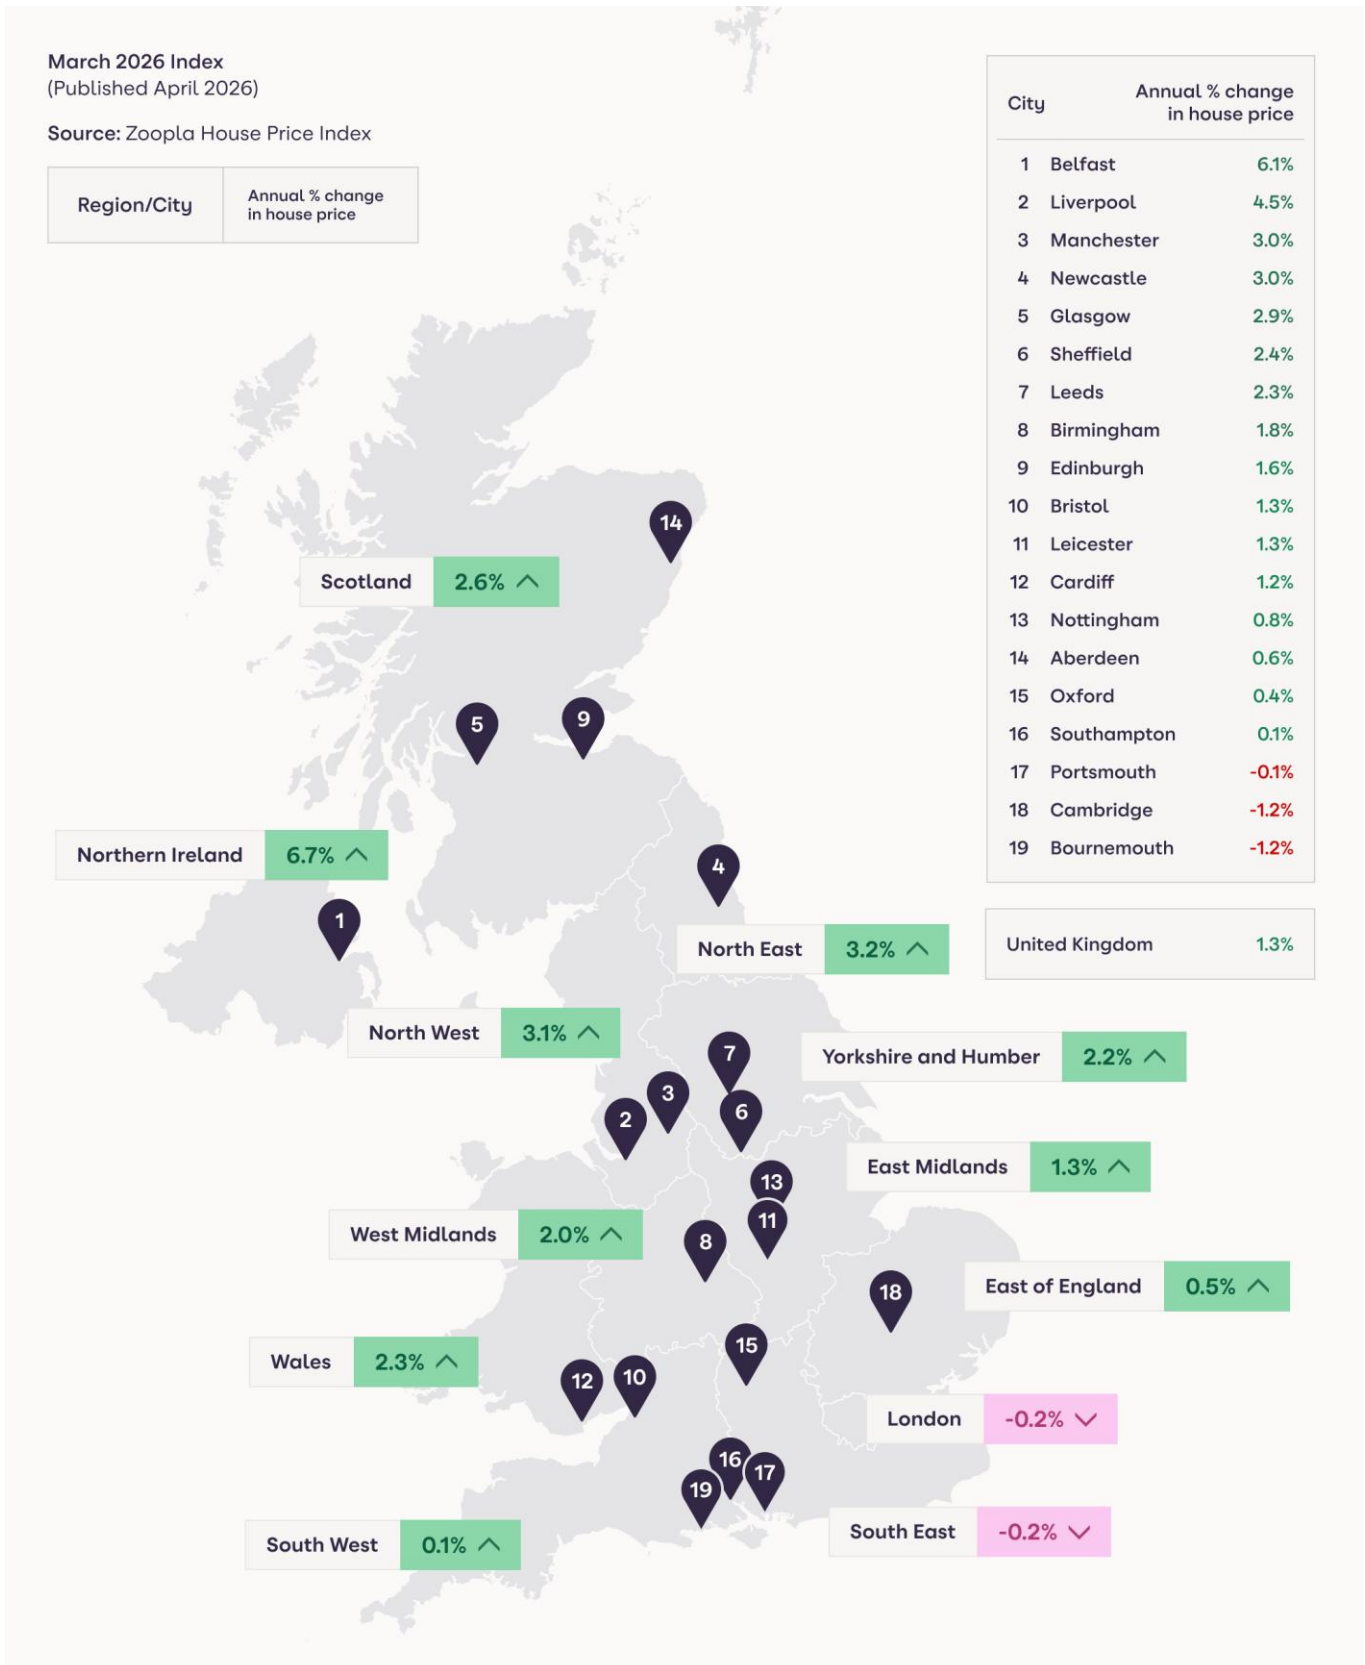 March 2026 Index
(Published April 2026)
Source: Zoopla House Price Index
Region/City
Annual % change
in house price
City
Annual % change
in house price
1 Belfast 6.1%
2 Liverpool 4.5%
3 Manchester 3.0%
4 Newcastle 3.0%
5 Glasgow 2.9%
6 Sheffield 2.4%
7 Leeds 2.3%
8 Birmingham 1.8%
9 Edinburgh 1.6%
10 Bristol 1.3%
11 Leicester 1.3%
12 Cardiff 1.2%
13 Nottingham 0.8%
14 Aberdeen 0.6%
15 Oxford 0.4%
16 Southampton 0.1%
17 Portsmouth -0.1%
18 Cambridge -1.2%
19 Bournemouth -1.2%
United Kingdom 1.3%
14
Scotland 2.6%
5
9
Northern Ireland 6.7%
4
1
North East 3.2%
North West 3.1%
7
Yorkshire and Humber 2.2%
3
6
2
East Midlands 1.3%
13
11
West Midlands 2.0%
8
East of England 0.5%
18
15
Wales 2.3%
12
10
London -0.2%
16
17
19
South East -0.2%
South West 0.1%